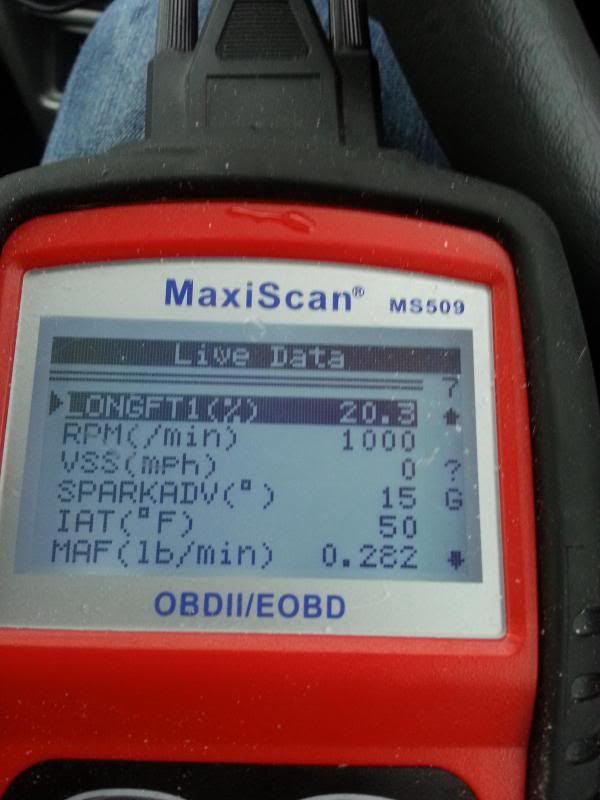 MaxiScan® MS509
Live Data
7
LONGFT1(%) 20.3
RPM(/min) 1000
VSS(mph) 0 ?
SPARKADV(°) 15 G
IAT(°F) 50
MAF(lb/min) 0.282
OBDII/EOBD